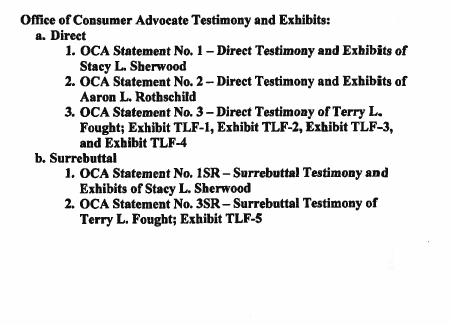 Office of Consumer Advocate Testimony and Exhibits:
a. Direct
1. OCA Statement No. 1 – Direct Testimony and Exhibits of
Stacy L. Sherwood
2. OCA Statement No. 2 – Direct Testimony and Exhibits of
Aaron L. Rothschild
3. OCA Statement No. 3 – Direct Testimony of Terry L.
Fought; Exhibit TLF-1, Exhibit TLF-2, Exhibit TLF-3,
and Exhibit TLF-4
b. Surrebuttal
1. OCA Statement No. 1SR – Surrebuttal Testimony and
Exhibits of Stacy L. Sherwood
2. OCA Statement No. 3SR – Surrebuttal Testimony of
Terry L. Fought; Exhibit TLF-5